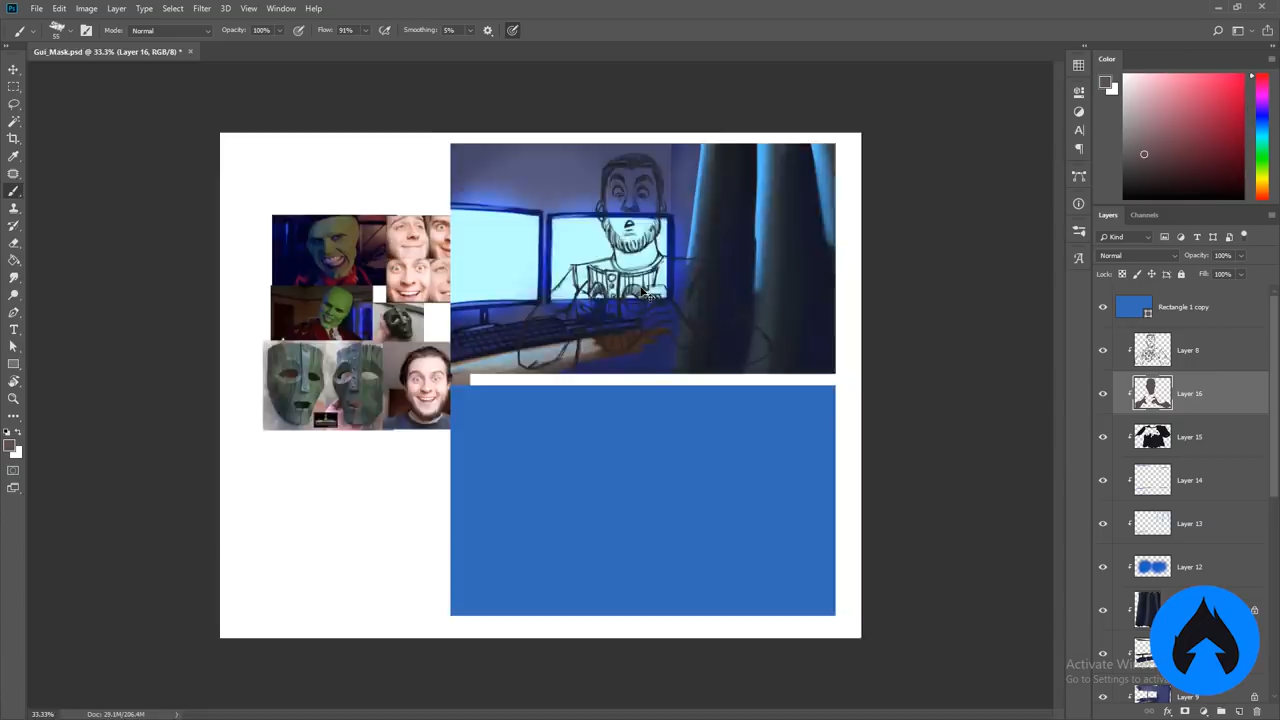 File Edit Image Layer Type Select Filter 3D View Window Help
Mode: Normal Opacity: 100% Flow: 91% Smoothing: 5%
55
Gui_Mask.psd @ 33.3% (Layer 16, RGB/8) *
Color
Layers Channels
Kind
Normal Opacity: 100%
Lock: Fill: 100%
Rectangle 1 copy
Layer 8
Layer 16
Layer 15
Layer 14
Layer 13
Layer 12
Layer 9
Go to Settings to activa
33.33% Doc: 29.1M/206.4M